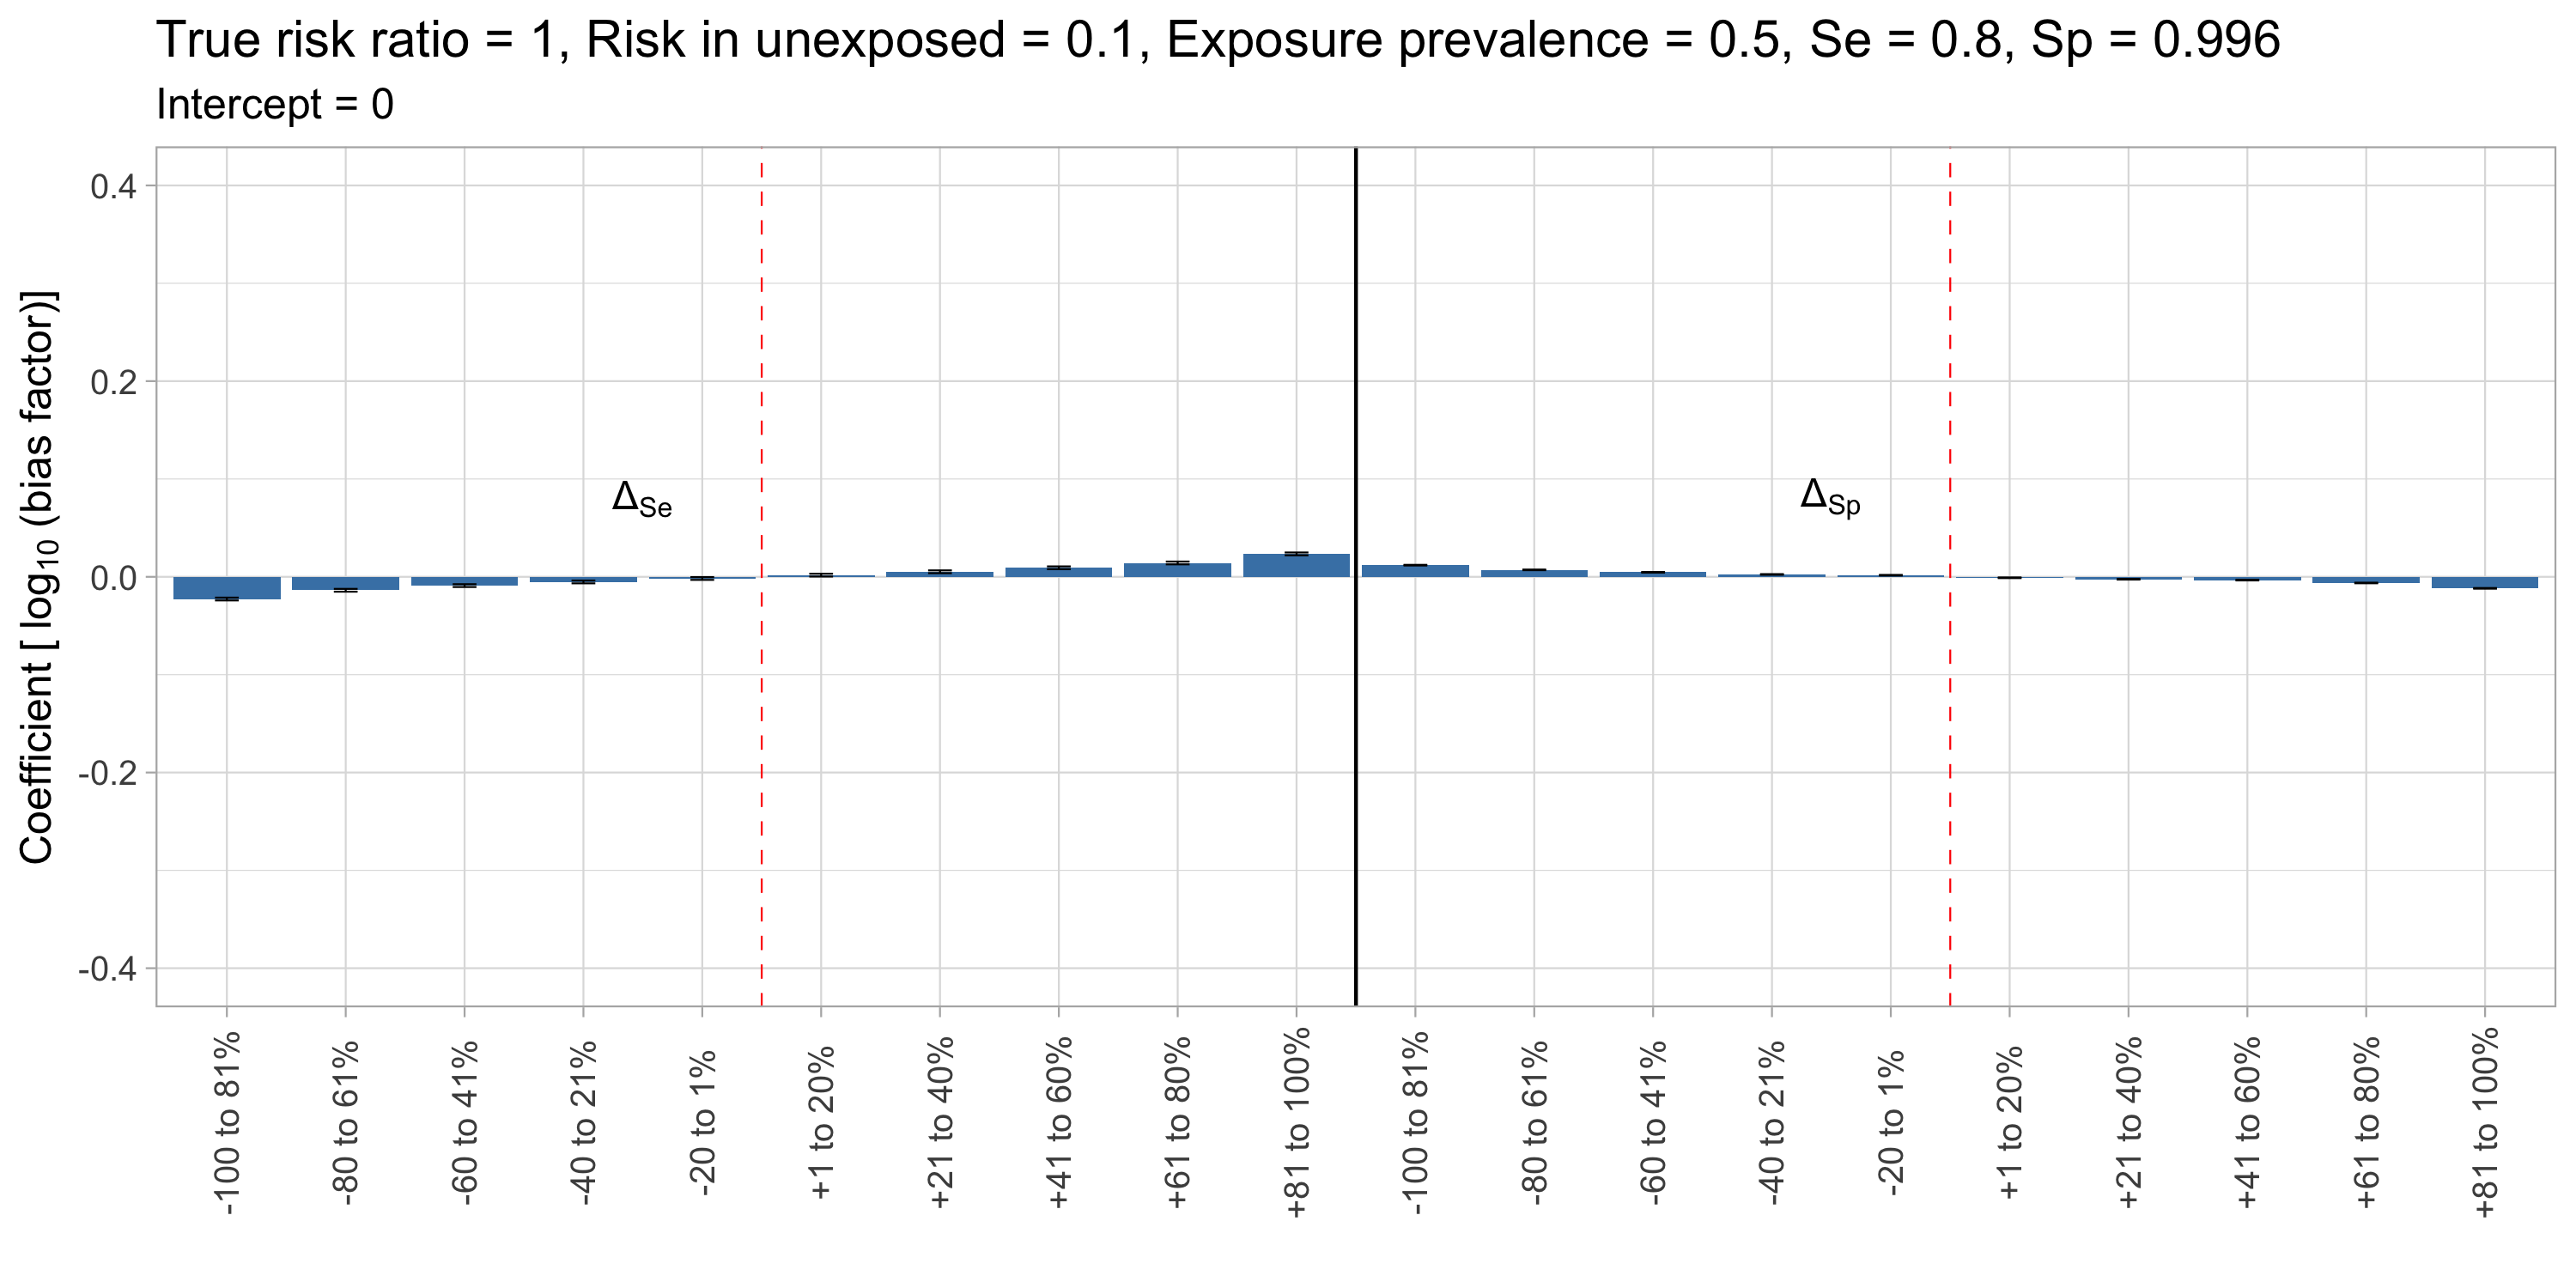 True risk ratio = 1, Risk in unexposed = 0.1, Exposure prevalence = 0.5, Se = 0.8, Sp = 0.996
Intercept = 0
Coefficient [ log₁₀ (bias factor)]
0.4
0.2
0.0
-0.2
-0.4
Δ_Se
Δ_Sp
-100 to 81%
-80 to 61%
-60 to 41%
-40 to 21%
-20 to 1%
+1 to 20%
+21 to 40%
+41 to 60%
+61 to 80%
+81 to 100%
-100 to 81%
-80 to 61%
-60 to 41%
-40 to 21%
-20 to 1%
+1 to 20%
+21 to 40%
+41 to 60%
+61 to 80%
+81 to 100%